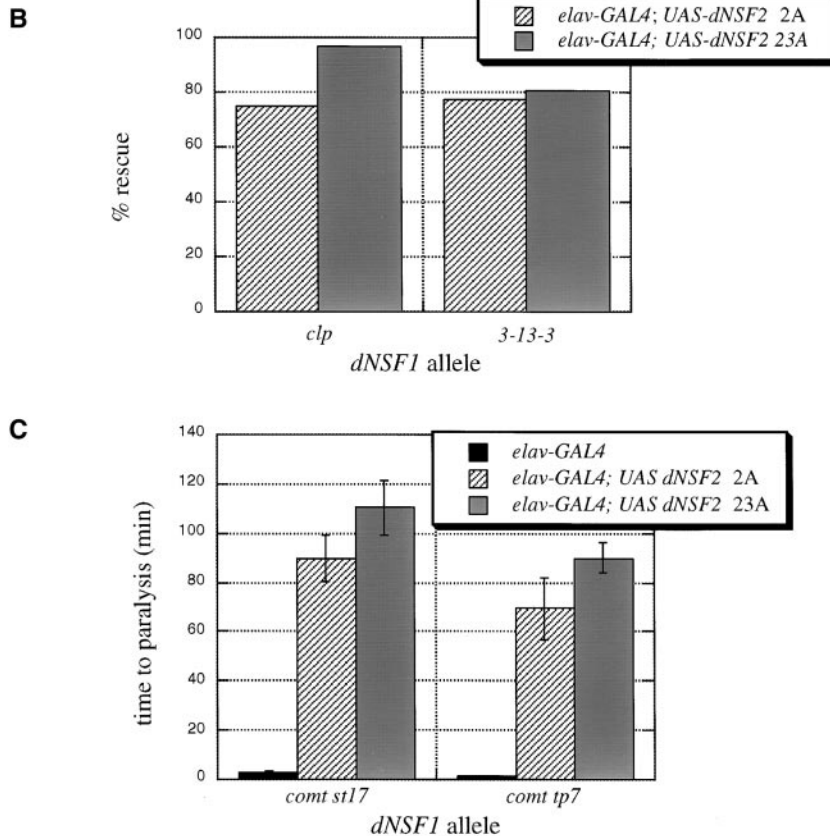 B
elav-GAL4; UAS-dNSF2 2A
elav-GAL4; UAS-dNSF2 23A
100
80
60
40
20
0
% rescue
clp
3-13-3
dNSF1 allele
C
elav-GAL4
elav-GAL4; UAS dNSF2 2A
elav-GAL4; UAS dNSF2 23A
140
120
100
80
60
40
20
0
time to paralysis (min)
comt st17
comt tp7
dNSF1 allele